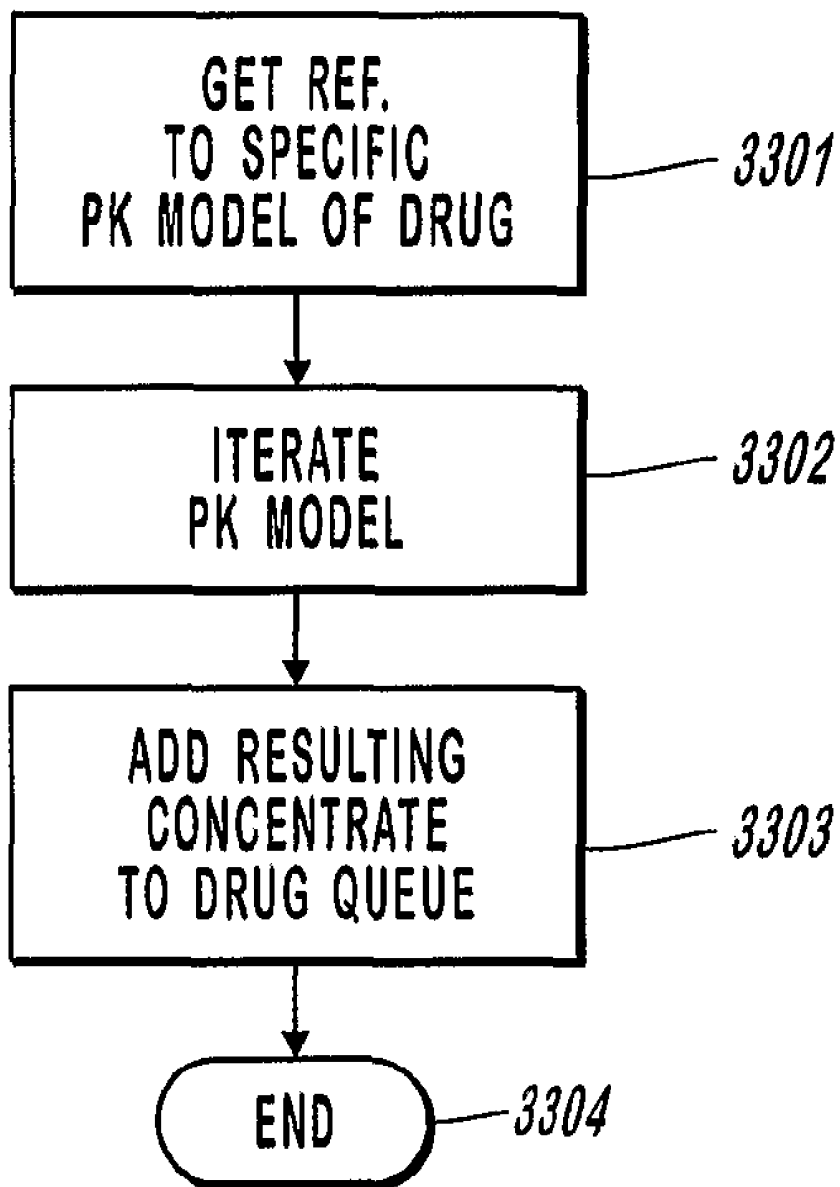 GET REF.
TO SPECIFIC
PK MODEL OF DRUG
3301
ITERATE
PK MODEL
3302
ADD RESULTING
CONCENTRATE
TO DRUG QUEUE
3303
END
3304